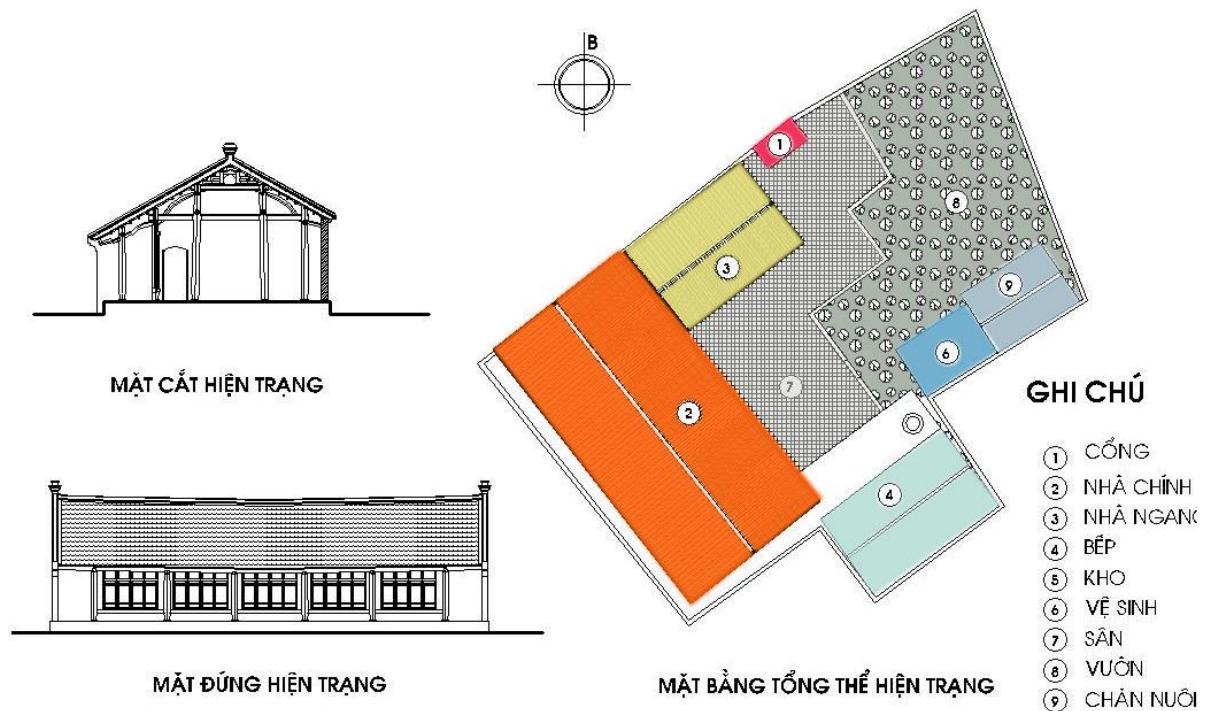 B
1
8
3
9
6
2
7
4
MẶT CẮT HIỆN TRẠNG
MẶT ĐỨNG HIỆN TRẠNG
MẶT BẰNG TỔNG THỂ HIỆN TRẠNG
GHI CHÚ
1 CỔNG
2 NHÀ CHÍNH
3 NHÀ NGANG
4 BẾP
5 KHO
6 VỆ SINH
7 SÂN
8 VƯỜN
9 CHĂN NUÔI